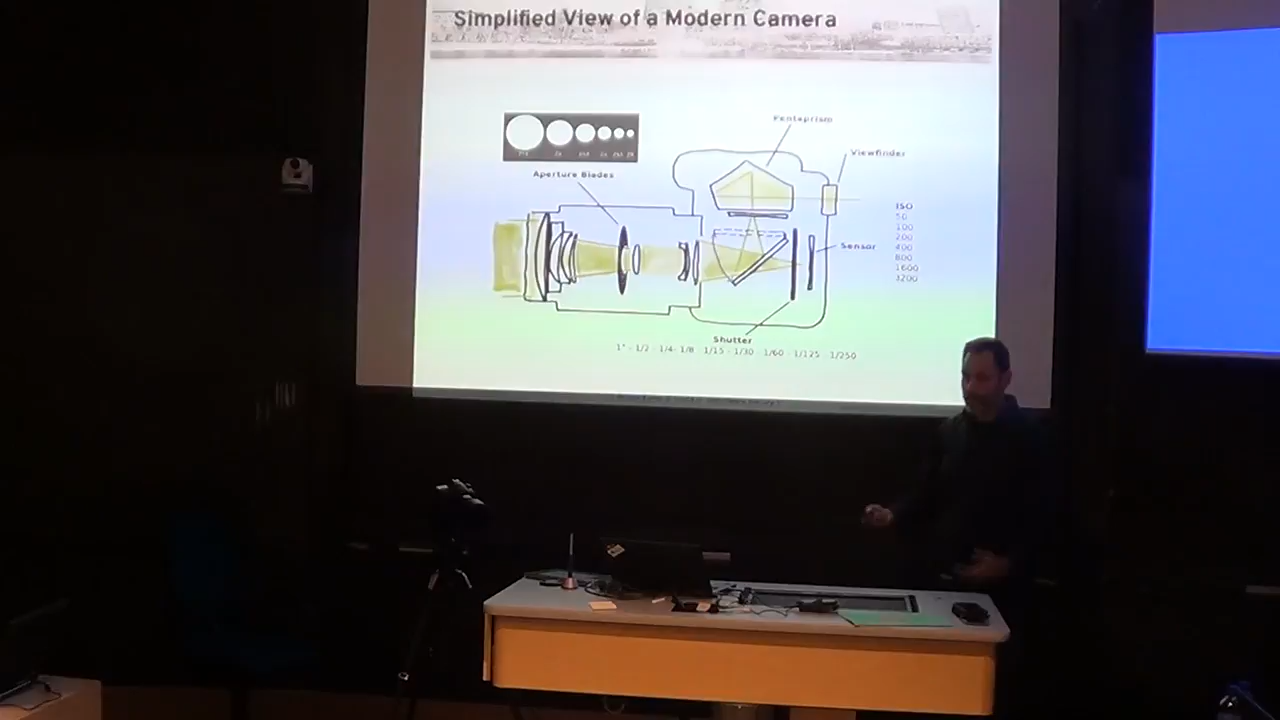 Simplified View of a Modern Camera
Pentaprism
Viewfinder
Aperture Blades
ISO
50
100
200
400
800
1600
3200
Sensor
Shutter
1" - 1/2 - 1/4 - 1/8 - 1/15 - 1/30 - 1/60 - 1/125 - 1/250